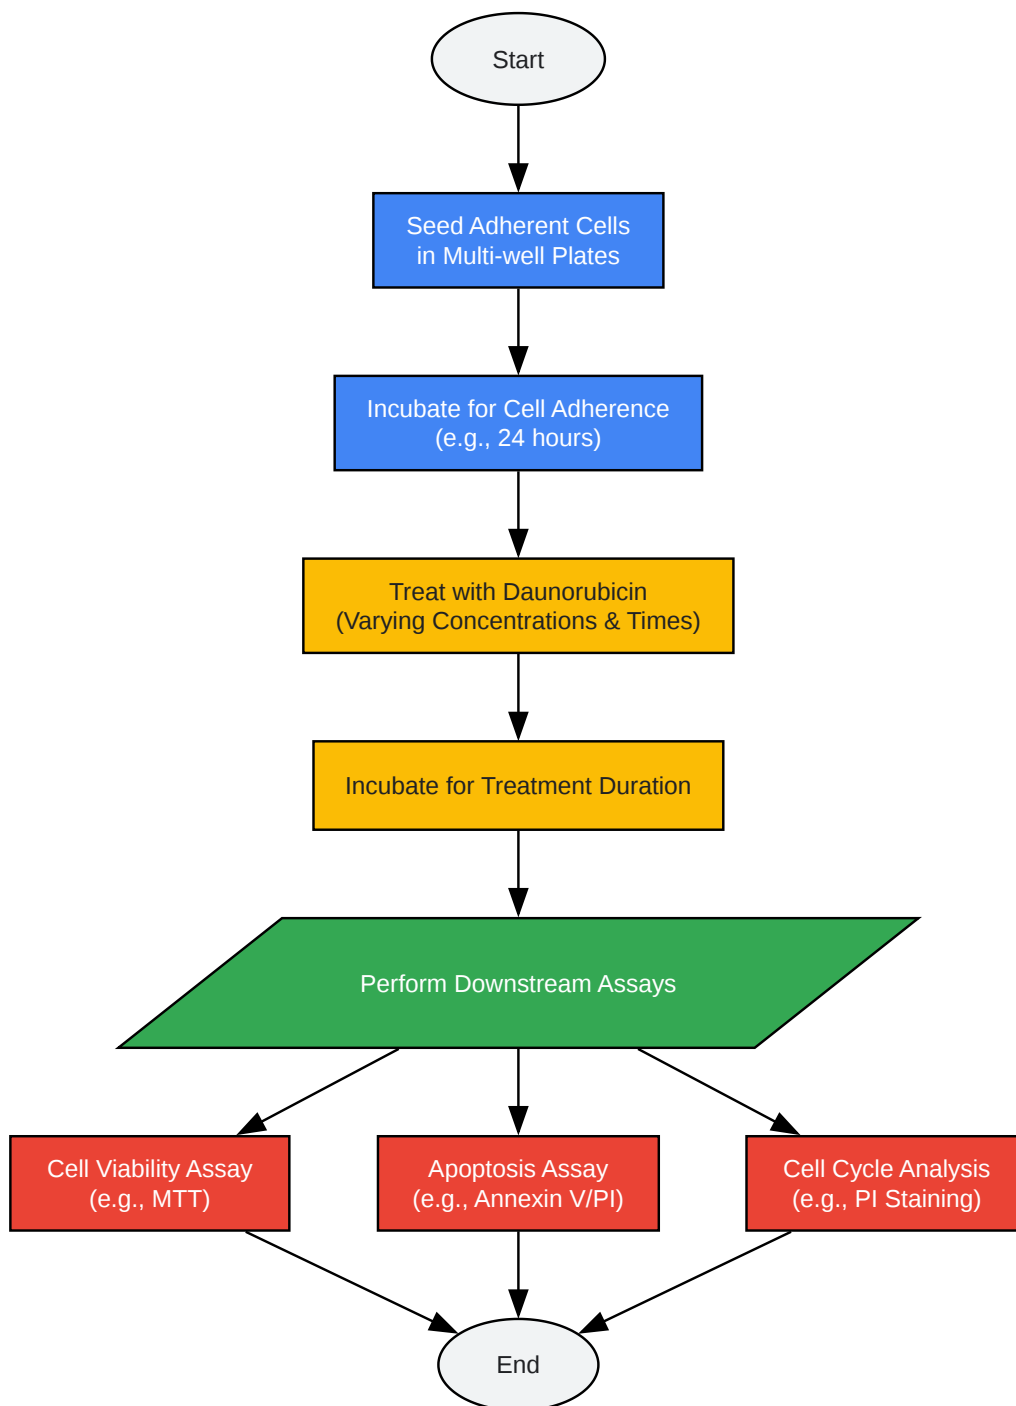 Start
Seed Adherent Cells
in Multi-well Plates
Incubate for Cell Adherence
(e.g., 24 hours)
Treat with Daunorubicin
(Varying Concentrations & Times)
Incubate for Treatment Duration
Perform Downstream Assays
Cell Viability Assay
(e.g., MTT)
Apoptosis Assay
(e.g., Annexin V/PI)
Cell Cycle Analysis
(e.g., PI Staining)
End